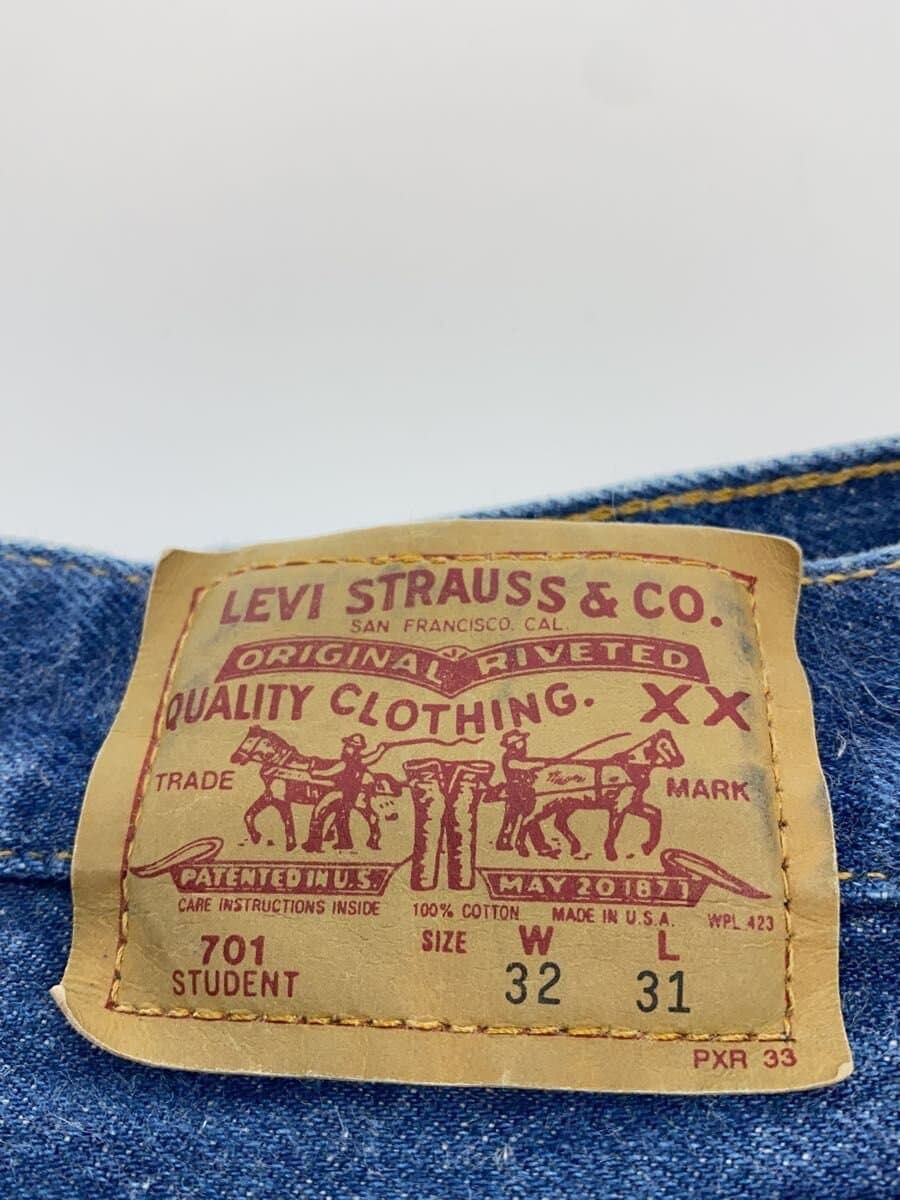 LEVI STRAUSS & CO.
SAN FRANCISCO, CAL.
ORIGINAL RIVETED
QUALITY CLOTHING. XX
TRADE MARK
PATENTED IN U.S. MAY 20 1871
CARE INSTRUCTIONS INSIDE 100% COTTON MADE IN U.S.A. WPL 423
701 SIZE W L
STUDENT 32 31
PXR 33